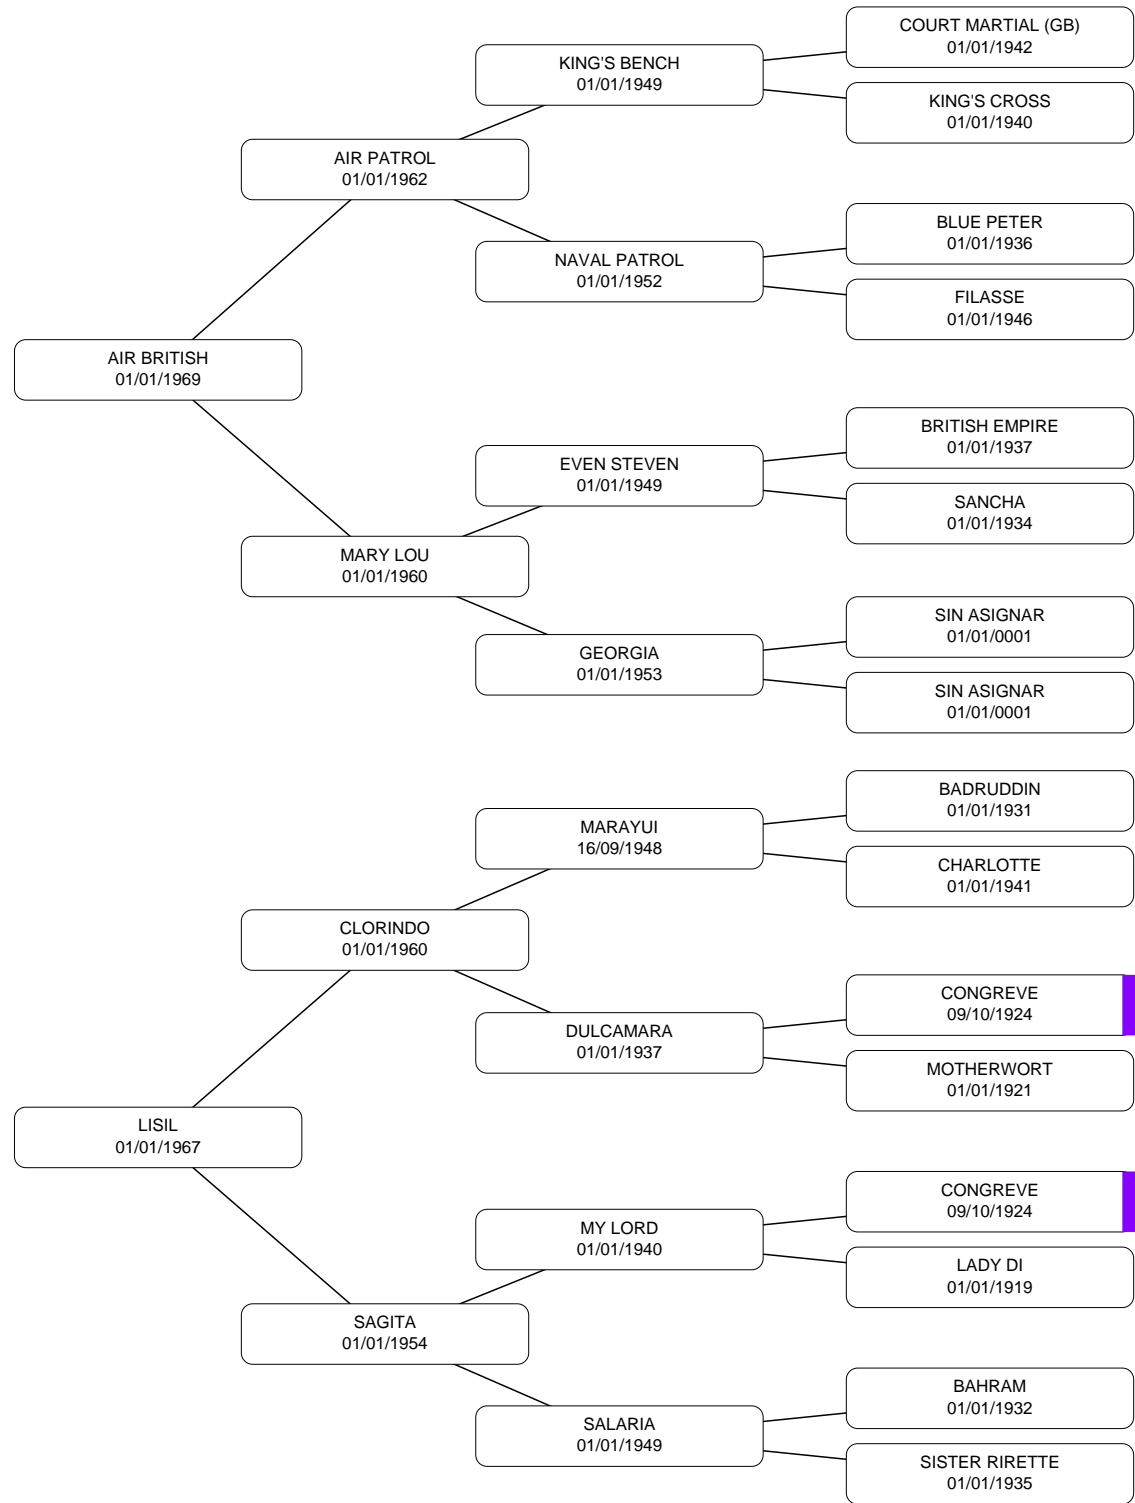 COURT MARTIAL (GB)
01/01/1942
KING'S BENCH
01/01/1949
KING'S CROSS
01/01/1940
AIR PATROL
01/01/1962
BLUE PETER
01/01/1936
NAVAL PATROL
01/01/1952
FILASSE
01/01/1946
AIR BRITISH
01/01/1969
BRITISH EMPIRE
01/01/1937
EVEN STEVEN
01/01/1949
SANCHA
01/01/1934
MARY LOU
01/01/1960
SIN ASIGNAR
01/01/0001
GEORGIA
01/01/1953
SIN ASIGNAR
01/01/0001
BADRUDDIN
01/01/1931
MARAYUI
16/09/1948
CHARLOTTE
01/01/1941
CLORINDO
01/01/1960
CONGREVE
09/10/1924
DULCAMARA
01/01/1937
MOTHERWORT
01/01/1921
LISIL
01/01/1967
CONGREVE
09/10/1924
MY LORD
01/01/1940
LADY DI
01/01/1919
SAGITA
01/01/1954
BAHRAM
01/01/1932
SALARIA
01/01/1949
SISTER RIRETTE
01/01/1935